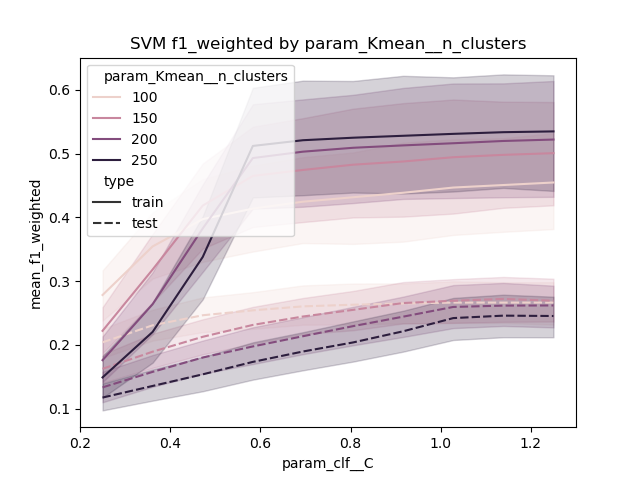 SVM f1_weighted by param_Kmean__n_clusters
param_Kmean__n_clusters
100
150
200
250
type
train
test
mean_f1_weighted
0.6
0.5
0.4
0.3
0.2
0.1
0.2
0.4
0.6
0.8
1.0
1.2
param_clf__C